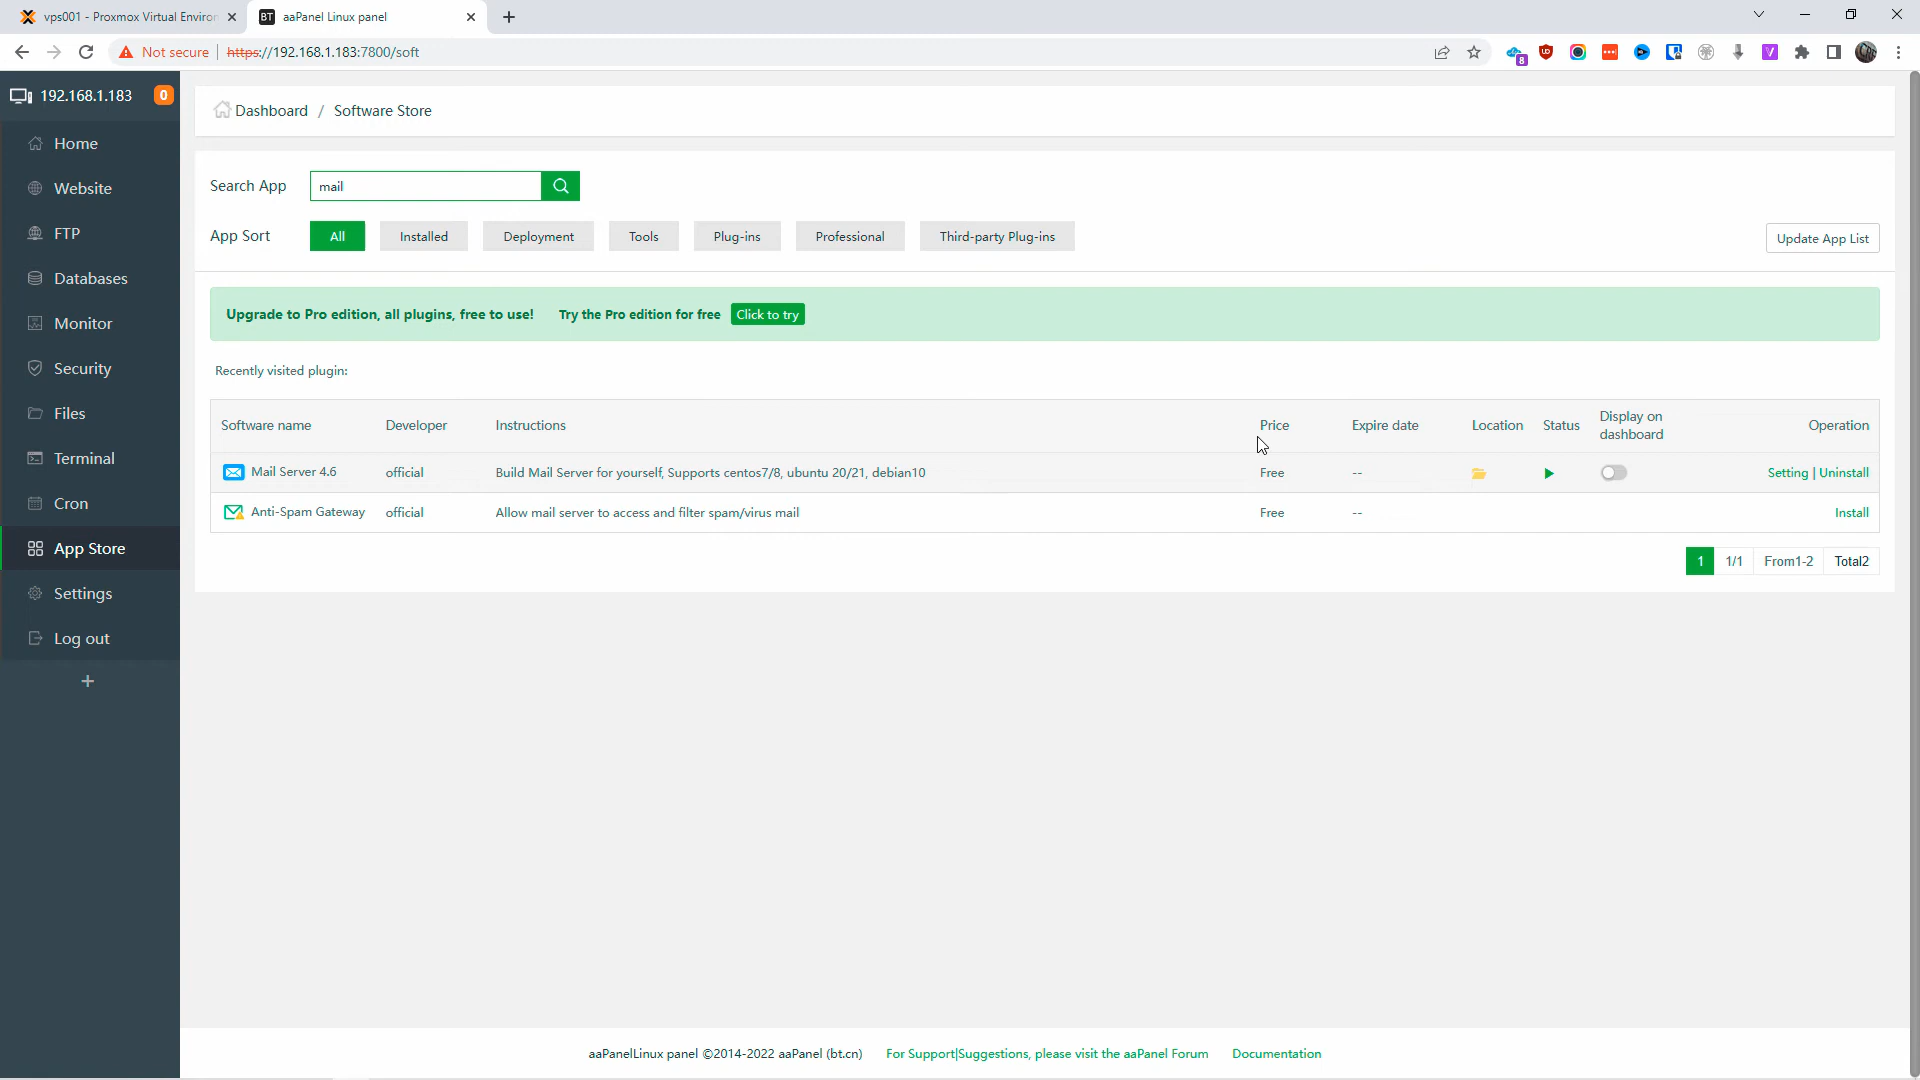 vps001 - Proxmox Virtual Environ
BT aaPanel Linux panel
Not secure https://192.168.1.183:7800/soft
8
192.168.1.183 0
Home
Website
FTP
Databases
Monitor
Security
Files
Terminal
Cron
App Store
Settings
Log out
Dashboard / Software Store
Search App mail
App Sort All Installed Deployment Tools Plug-ins Professional Third-party Plug-ins Update App List
Upgrade to Pro edition, all plugins, free to use! Try the Pro edition for free Click to try
Recently visited plugin:
Software name Developer Instructions Price Expire date Location Status Display on dashboard Operation
Mail Server 4.6 official Build Mail Server for yourself, Supports centos7/8, ubuntu 20/21, debian10 Free -- Setting | Uninstall
Anti-Spam Gateway official Allow mail server to access and filter spam/virus mail Free -- Install
1 1/1 From1-2 Total2
aaPanelLinux panel ©2014-2022 aaPanel (bt.cn) For Support|Suggestions, please visit the aaPanel Forum Documentation